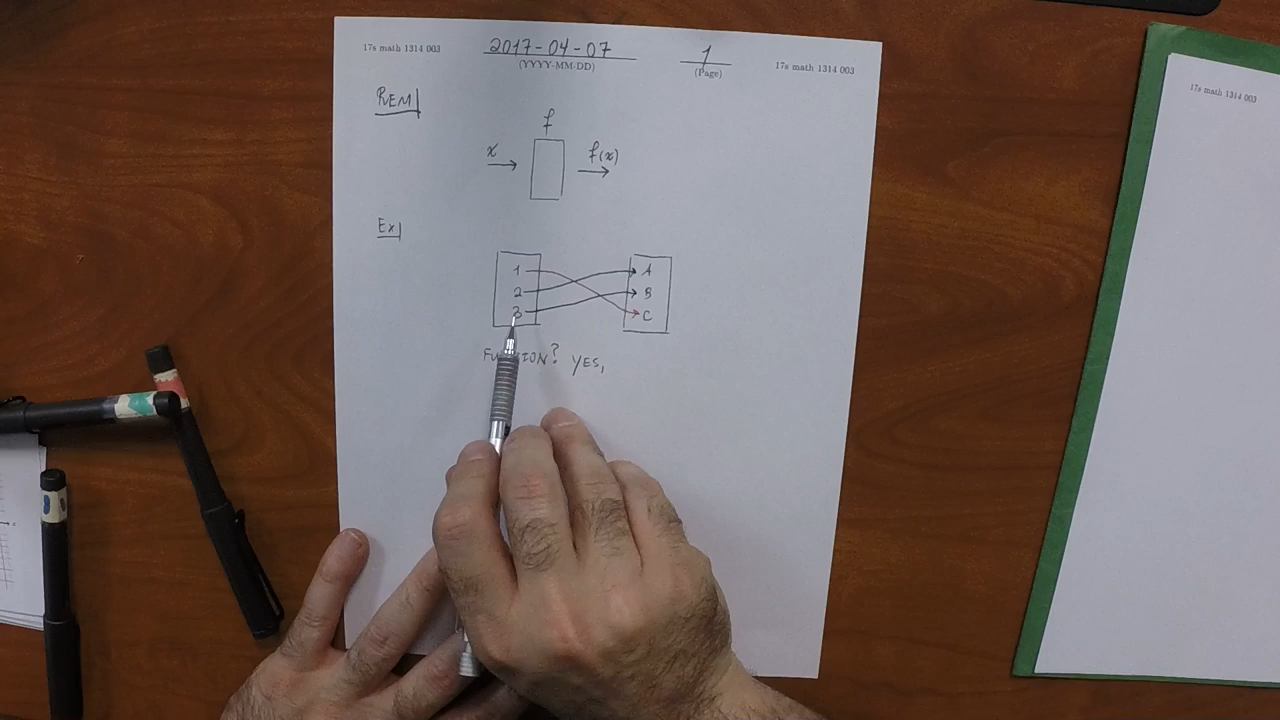 17s math 1314 003
2017-04-07
(YYYY-MM-DD)
1
(Page)
17s math 1314 003
REM
f
x
f(x)
Ex
1
2
3
A
B
C
YES,
17s math 1314 003